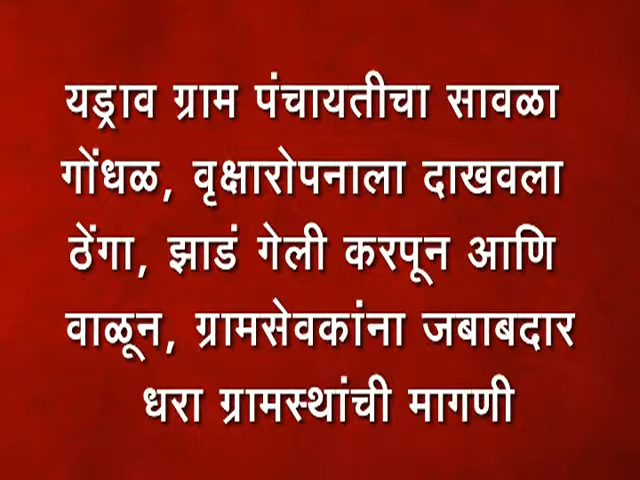 यड्राव ग्राम पंचायतीचा सावळा
गोंधळ, वृक्षारोपनाला दाखवला
ठेंगा, झाडं गेली करपून आणि
वाळून, ग्रामसेवकांना जबाबदार
धरा ग्रामस्थांची मागणी